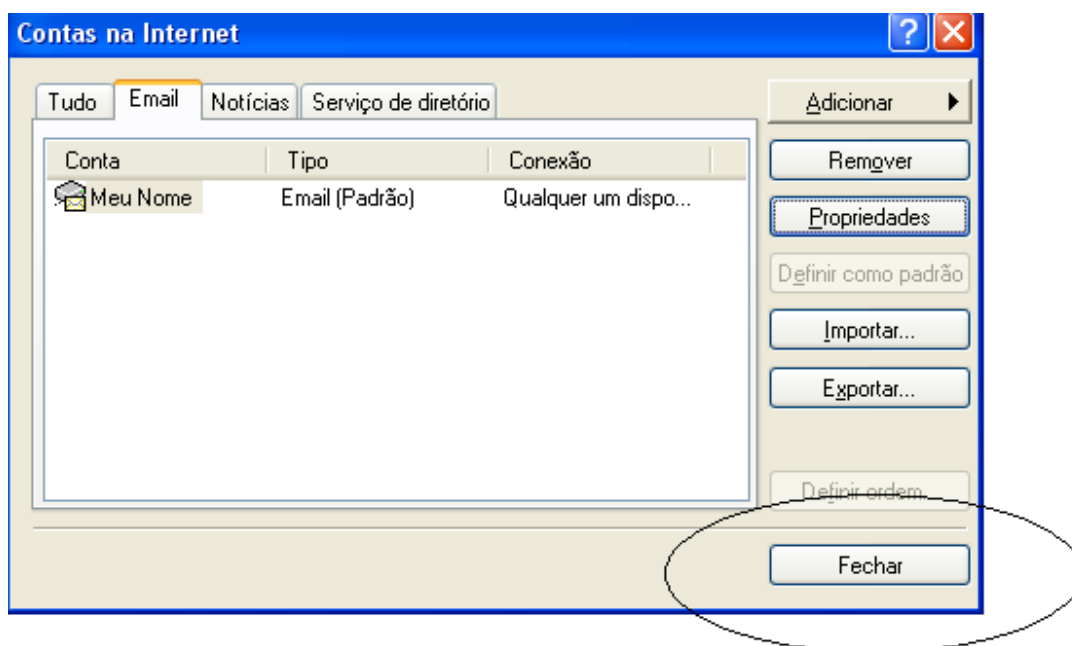 Contas na Internet
Tudo Email Notícias Serviço de diretório
Adicionar
Conta Tipo Conexão
Remover
Meu Nome Email (Padrão) Qualquer um dispo...
Propriedades
Definir como padrão
Importar...
Exportar...
Definir ordem...
Fechar